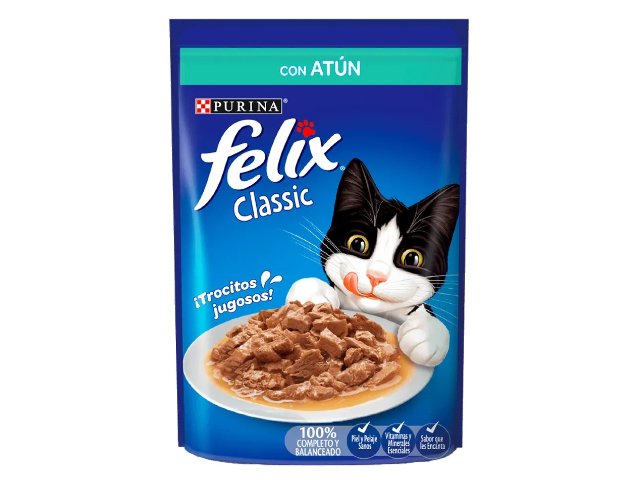 CON ATÚN
PURINA®
felix®
Classic
¡Trocitos
jugosos!
100%
COMPLETO Y
BALANCEADO
Piel y Pelaje
Sanos
Vitaminas y
Minerales
Esenciales
Sabor que
les Encanta